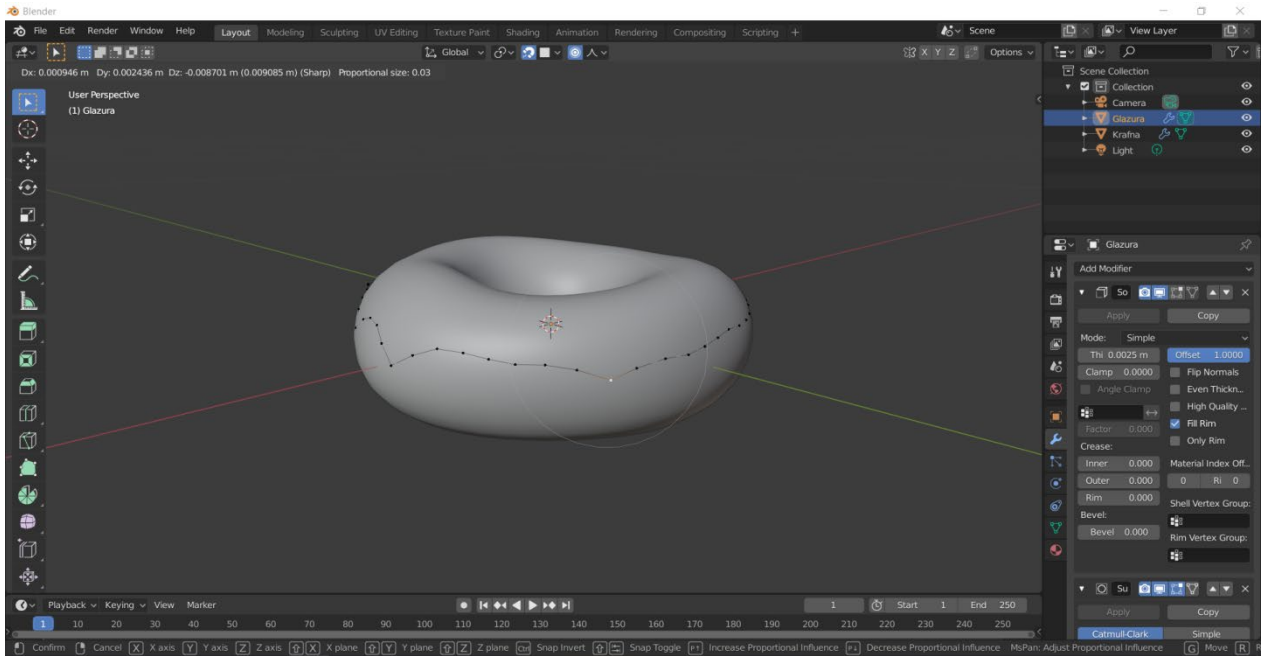 Blender
File Edit Render Window Help Layout Modeling Sculpting UV Editing Texture Paint Shading Animation Rendering Compositing Scripting + Scene View Layer
Global X Y Z Options
Dx: 0.000946 m Dy: 0.002436 m Dz: -0.008701 m (0.009085 m) (Sharp) Proportional size: 0.03
User Perspective
(1) Glazura
Scene Collection
Collection
Camera
Glazura
Krafna
Light
Glazura
Add Modifier
So
Apply Copy
Mode: Simple
Thi 0.0025 m Offset 1.0000
Clamp 0.0000 Flip Normals
Angle Clamp Even Thickn...
High Quality ...
Factor 0.000 Fill Rim
Crease: Only Rim
Inner 0.000 Material Index Off...
Outer 0.000 0 Ri 0
Rim 0.000 Shell Vertex Group:
Bevel:
Bevel 0.000 Rim Vertex Group:
Su
Apply Copy
Catmull-Clark Simple
Playback Keying View Marker 1 Start 1 End 250
1 10 20 30 40 50 60 70 80 90 100 110 120 130 140 150 160 170 180 190 200 210 220 230 240 250
Confirm Cancel X X axis Y Y axis Z Z axis X X plane Y Y plane Z Z plane Ctrl Snap Invert Snap Toggle Increase Proportional Influence Decrease Proportional Influence MsPan: Adjust Proportional Influence G Move R R